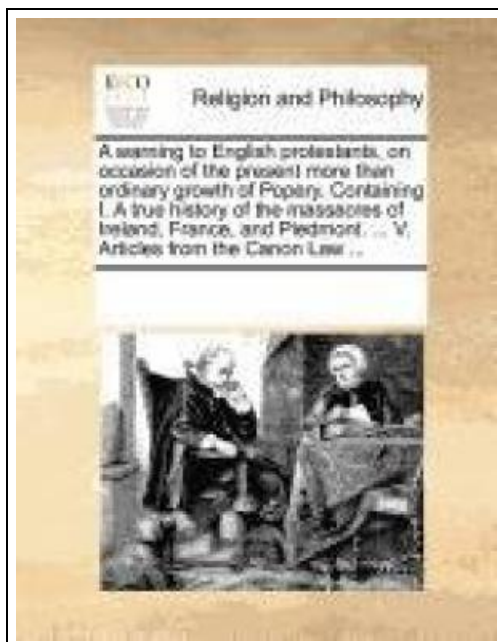 ECCO
Religion and Philosophy
A warning to English protestants, on
occasion of the present more than
ordinary growth of Popery. Containing
I. A true history of the massacres of
Ireland, France, and Piedmont. ... V.
Articles from the Canon Law ...